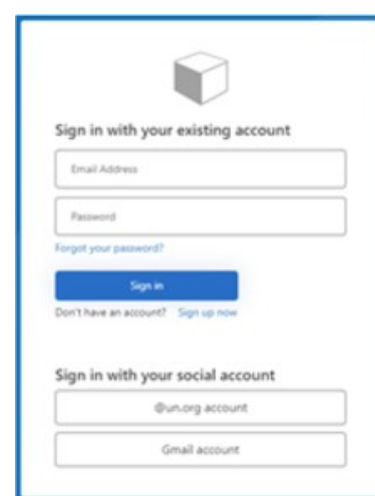 Sign in with your existing account
Email Address
Password
Forgot your password?
Sign in
Don't have an account? Sign up now
Sign in with your social account
@un.org account
Gmail account